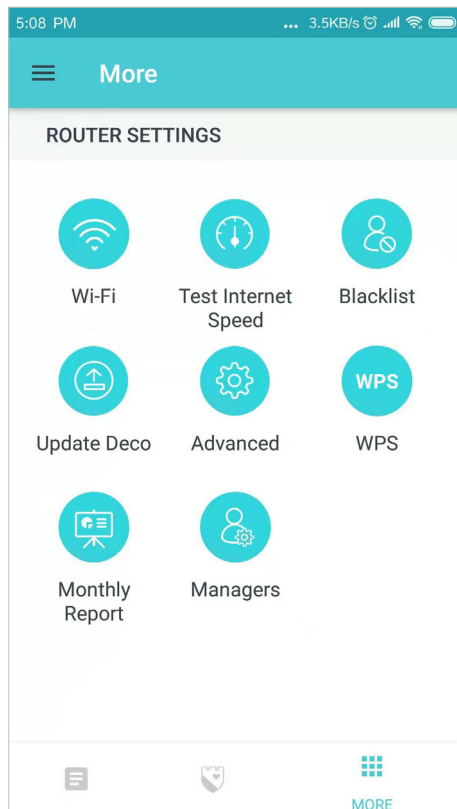 5:08 PM ... 3.5KB/s
More
ROUTER SETTINGS
Wi-Fi Test Internet Blacklist
Speed
Update Deco Advanced WPS
WPS
Monthly Managers
Report
MORE